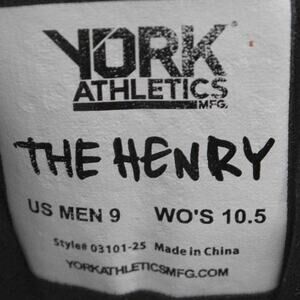 YORK
ATHLETICS
MFG.
THE HENRY
US MEN 9 WO'S 10.5
Style# 03101-25 Made in China
YORKATHLETICSMFG.COM